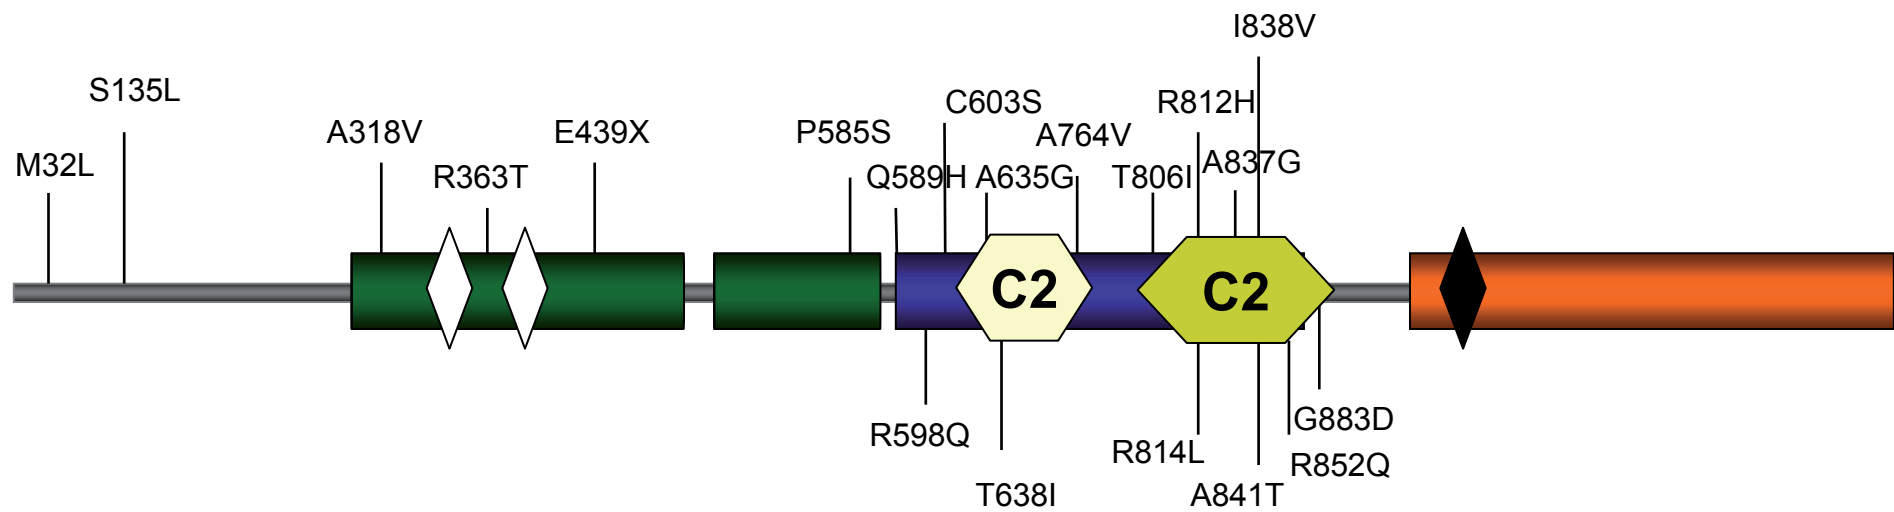 I838V
S135L
C603S
R812H
A318V
E439X
P585S
A764V
M32L
R363T
Q589H
A635G
T806I
A837G
C2
C2
R598Q
G883D
R814L
R852Q
T638I
A841T